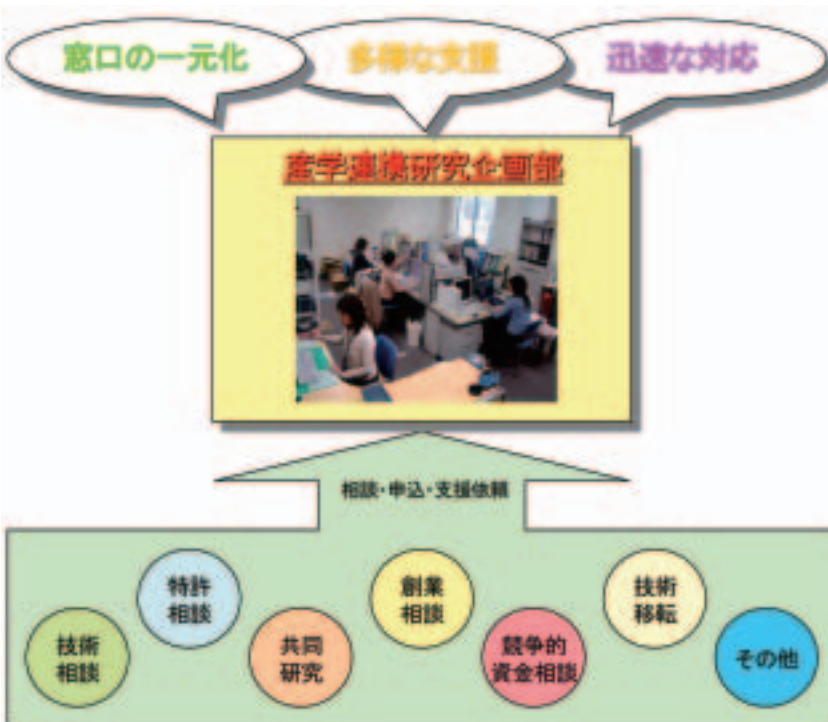 窓口の一元化
多様な支援
迅速な対応
産学連携研究企画部
相談・申込・支援依頼
特許
相談
創業
相談
技術
移転
技術
相談
共同
研究
競争的
資金相談
その他